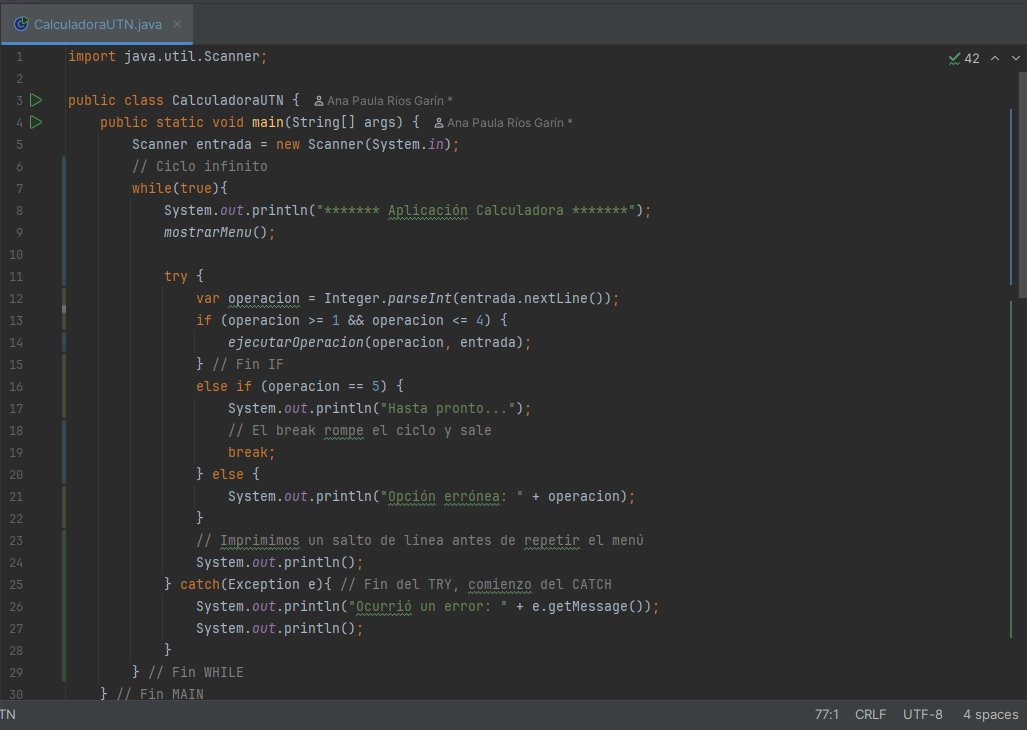 CalculadoraUTN.java ×
42
1 import java.util.Scanner;
2
3 public class CalculadoraUTN { Ana Paula Ríos Garín *
4 public static void main(String[] args) { Ana Paula Ríos Garín *
5 Scanner entrada = new Scanner(System.in);
6 // Ciclo infinito
7 while(true){
8 System.out.println("******* Aplicación Calculadora *******");
9 mostrarMenu();
10
11 try {
12 var operacion = Integer.parseInt(entrada.nextLine());
13 if (operacion >= 1 && operacion <= 4) {
14 ejecutarOperacion(operacion, entrada);
15 } // Fin IF
16 else if (operacion == 5) {
17 System.out.println("Hasta pronto...");
18 // El break rompe el ciclo y sale
19 break;
20 } else {
21 System.out.println("Opción errónea: " + operacion);
22 }
23 // Imprimimos un salto de línea antes de repetir el menú
24 System.out.println();
25 } catch(Exception e){ // Fin del TRY, comienzo del CATCH
26 System.out.println("Ocurrió un error: " + e.getMessage());
27 System.out.println();
28 }
29 } // Fin WHILE
30 } // Fin MAIN
TN 77:1 CRLF UTF-8 4 spaces